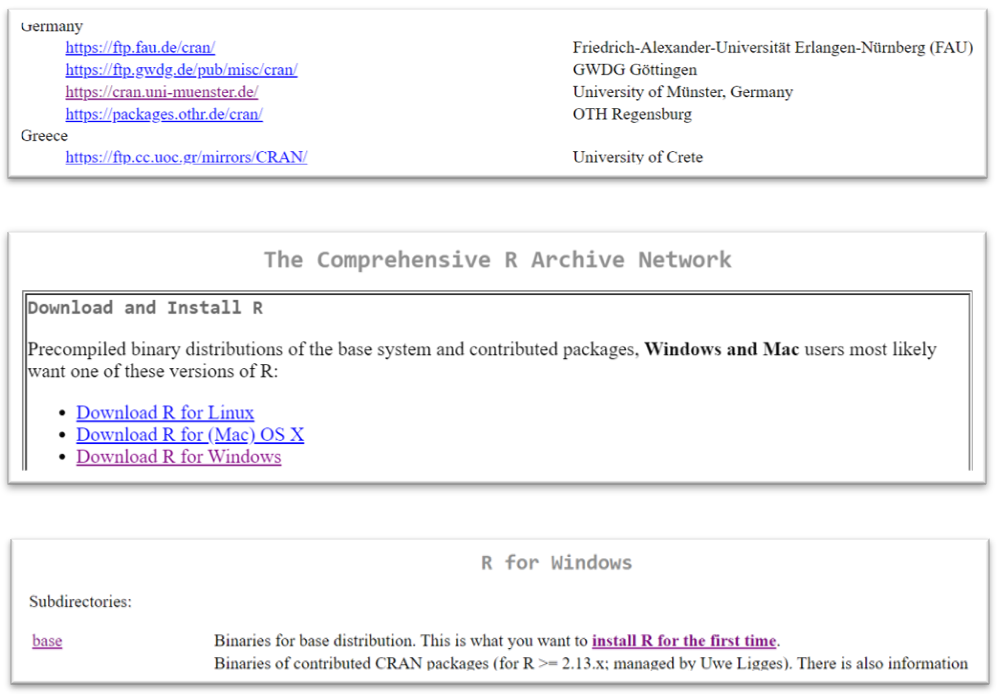 Germany
https://ftp.fau.de/cran/ Friedrich-Alexander-Universität Erlangen-Nürnberg (FAU)
https://ftp.gwdg.de/pub/misc/cran/ GWDG Göttingen
https://cran.uni-muenster.de/ University of Münster, Germany
https://packages.othr.de/cran/ OTH Regensburg
Greece
https://ftp.cc.uoc.gr/mirrors/CRAN/ University of Crete
The Comprehensive R Archive Network
Download and Install R
Precompiled binary distributions of the base system and contributed packages, Windows and Mac users most likely
want one of these versions of R:
• Download R for Linux
• Download R for (Mac) OS X
• Download R for Windows
R for Windows
Subdirectories:
base Binaries for base distribution. This is what you want to install R for the first time.
Binaries of contributed CRAN packages (for R >= 2.13.x; managed by Uwe Ligges). There is also information